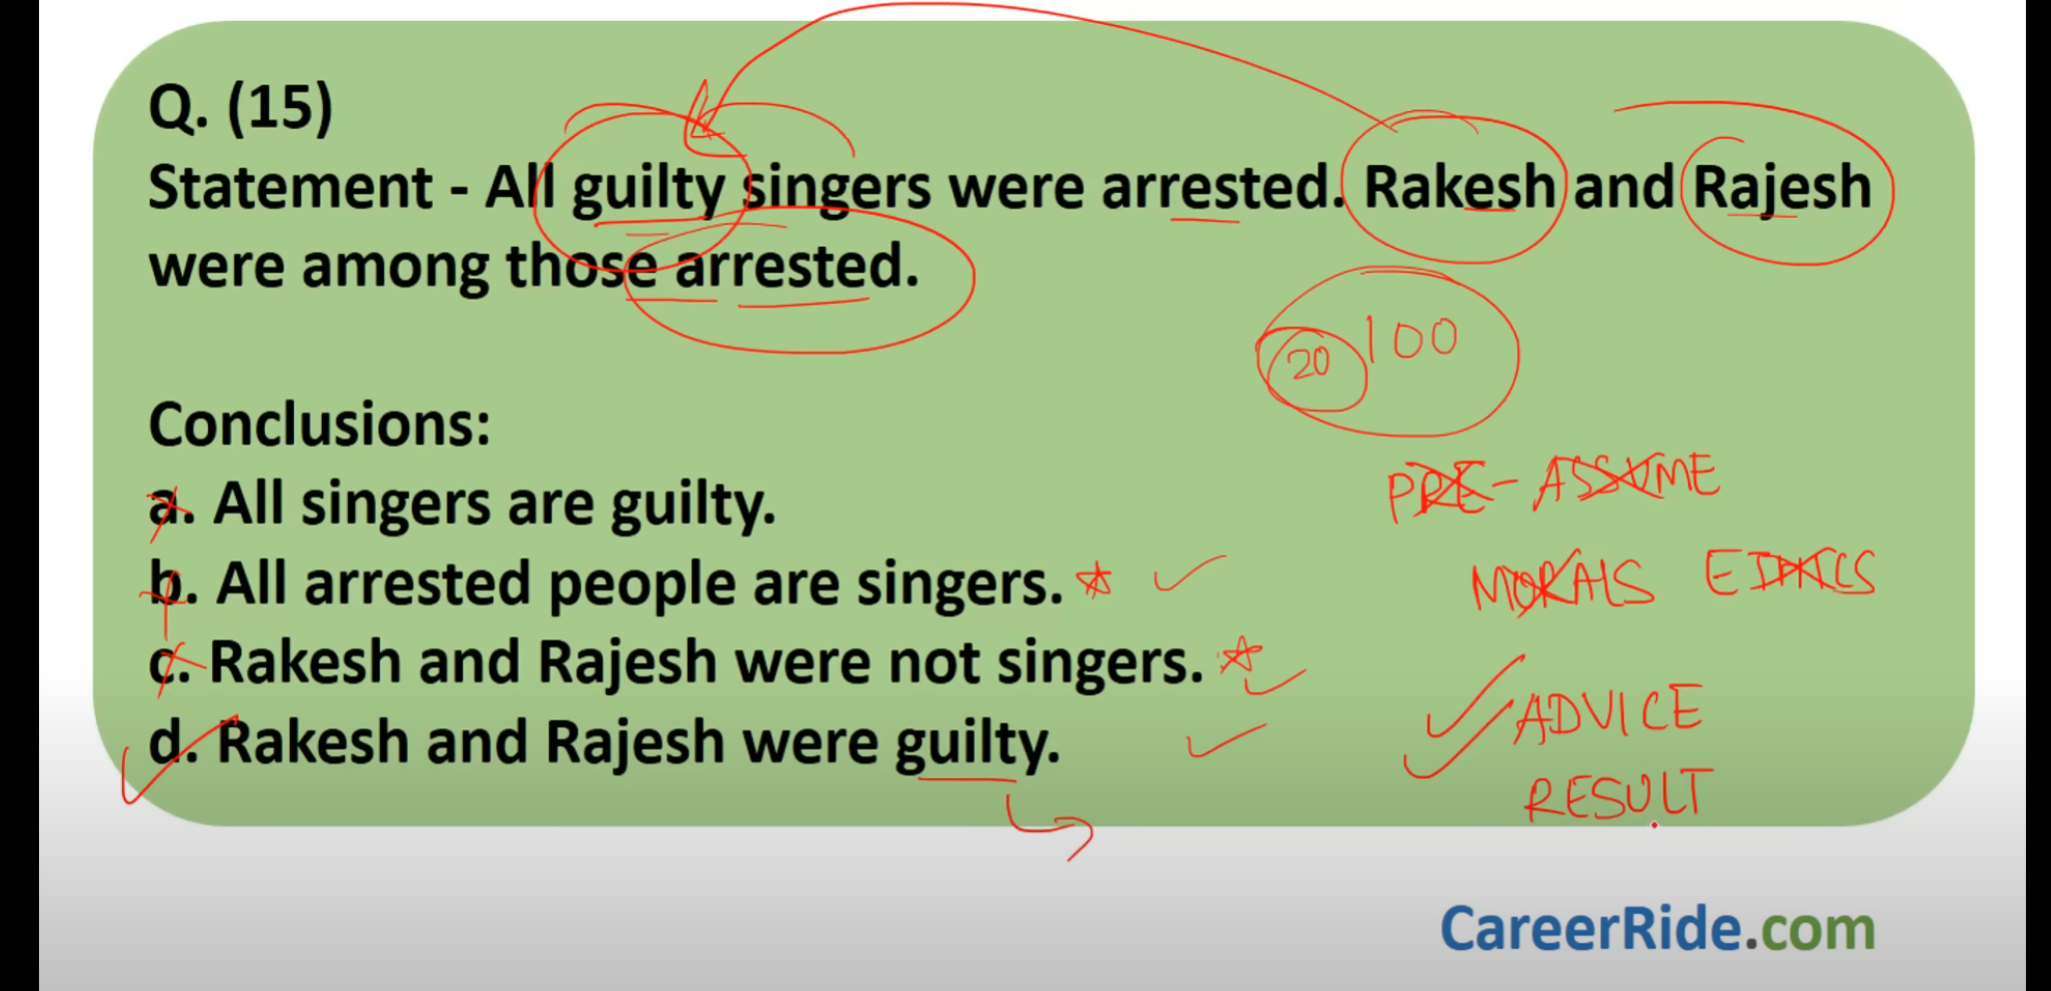 Q. (15)
Statement - All guilty singers were arrested. Rakesh and Rajesh
were among those arrested.
20 100
Conclusions:
a. All singers are guilty.
b. All arrested people are singers.
c. Rakesh and Rajesh were not singers.
d. Rakesh and Rajesh were guilty.
PRE-ASSUME
MORALS
ADVICE
RESULT
CareerRide.com